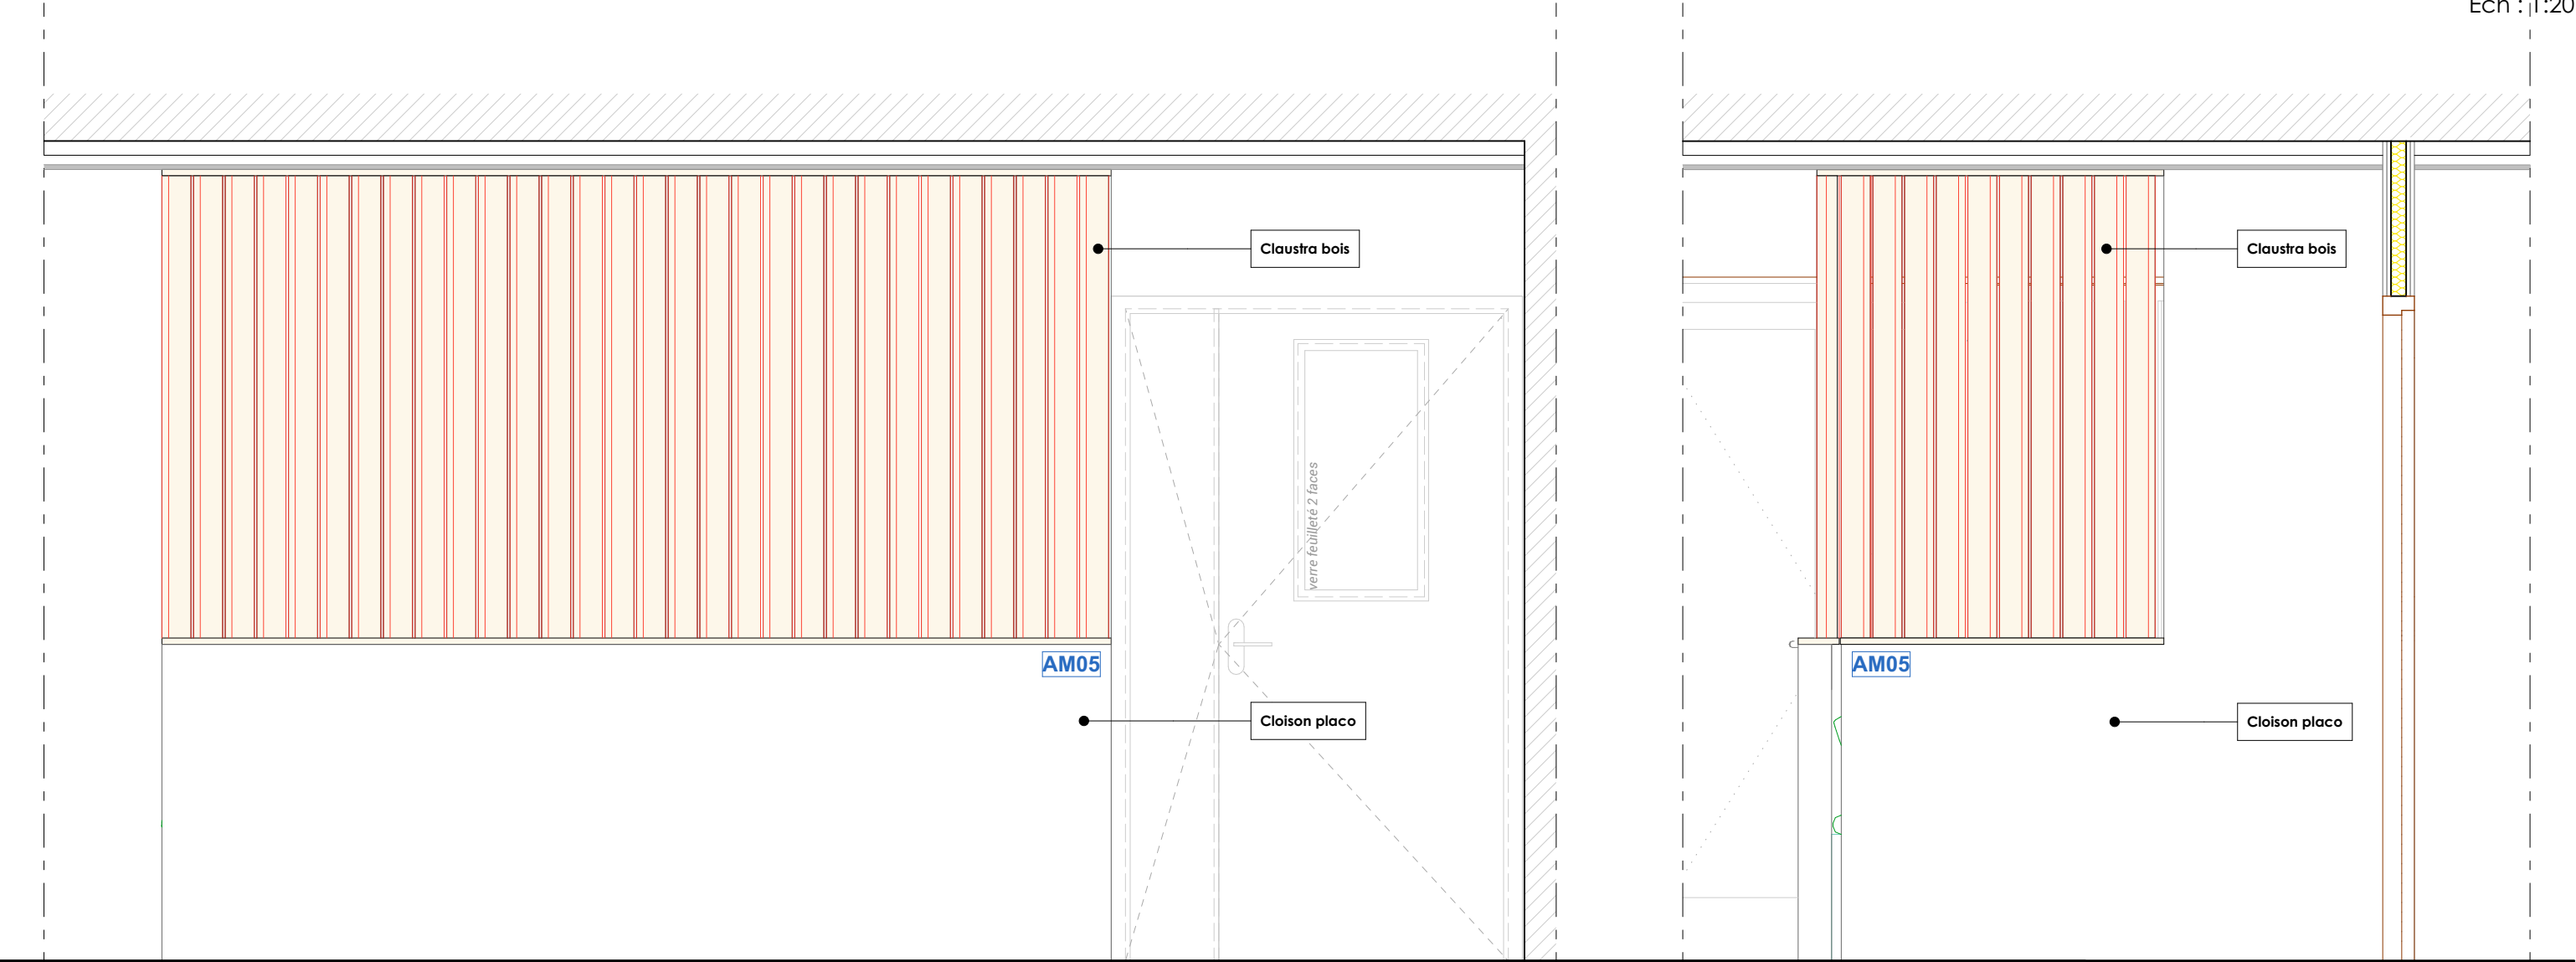 Ech : 1:20
Claustra bois
Claustra bois
verre feuilleté 2 faces
AM05
AM05
Cloison placo
Cloison placo